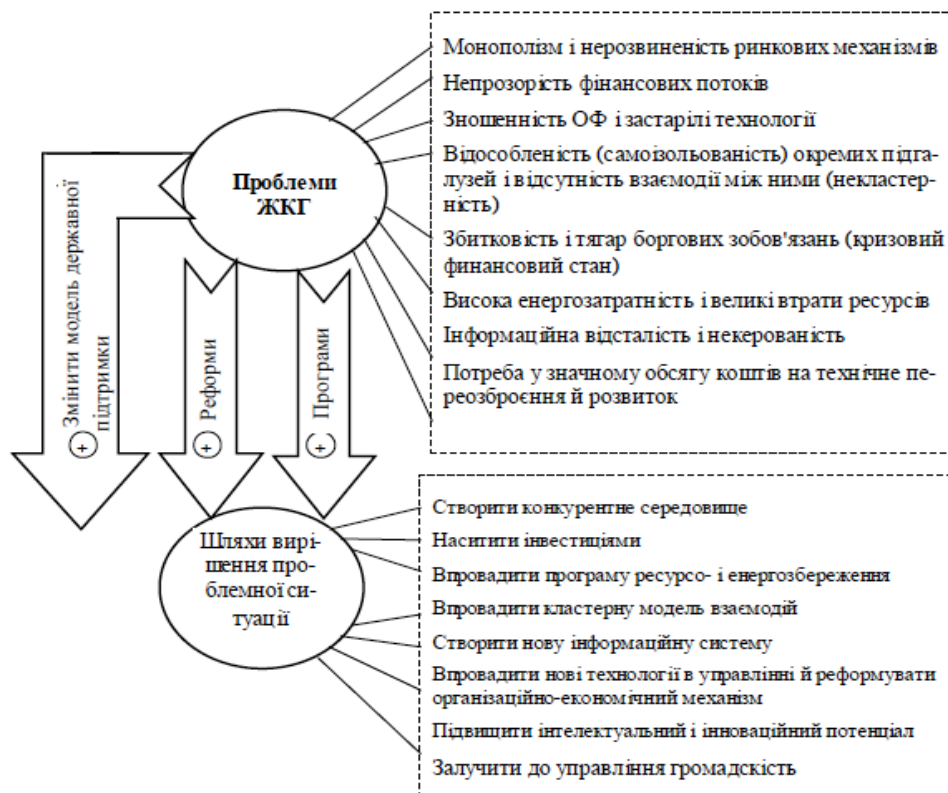 Монополізм і нерозвиненість ринкових механізмів
Непрозорість фінансових потоків
Зношенність ОФ і застарілі технології
Відособленість (самоізольованість) окремих підга-
лузей і відсутність взаємодії між ними (некластер-
ність)
Збитковість і тягар боргових зобов'язань (кризовий
финансовий стан)
Висока енергозатратність і великі втрати ресурсів
Інформаційна відсталість і некерованість
Потреба у значному обсягу коштів на технічне пе-
реозброєння й розвиток
Проблеми
ЖКГ
+ Змінити модель державної
підтримки
+ Реформи
+ Програми
Шляхи вирі-
шення про-
блемної си-
туації
Створити конкурентне середовище
Наситити інвестиціями
Впровадити програму ресурсо- і енергозбереження
Впровадити кластерну модель взаємодій
Створити нову інформаційну систему
Впровадити нові технології в управлінні й реформувати
організаційно-економічний механізм
Підвищити інтелектуальний і інноваційний потенціал
Залучити до управління громадскість